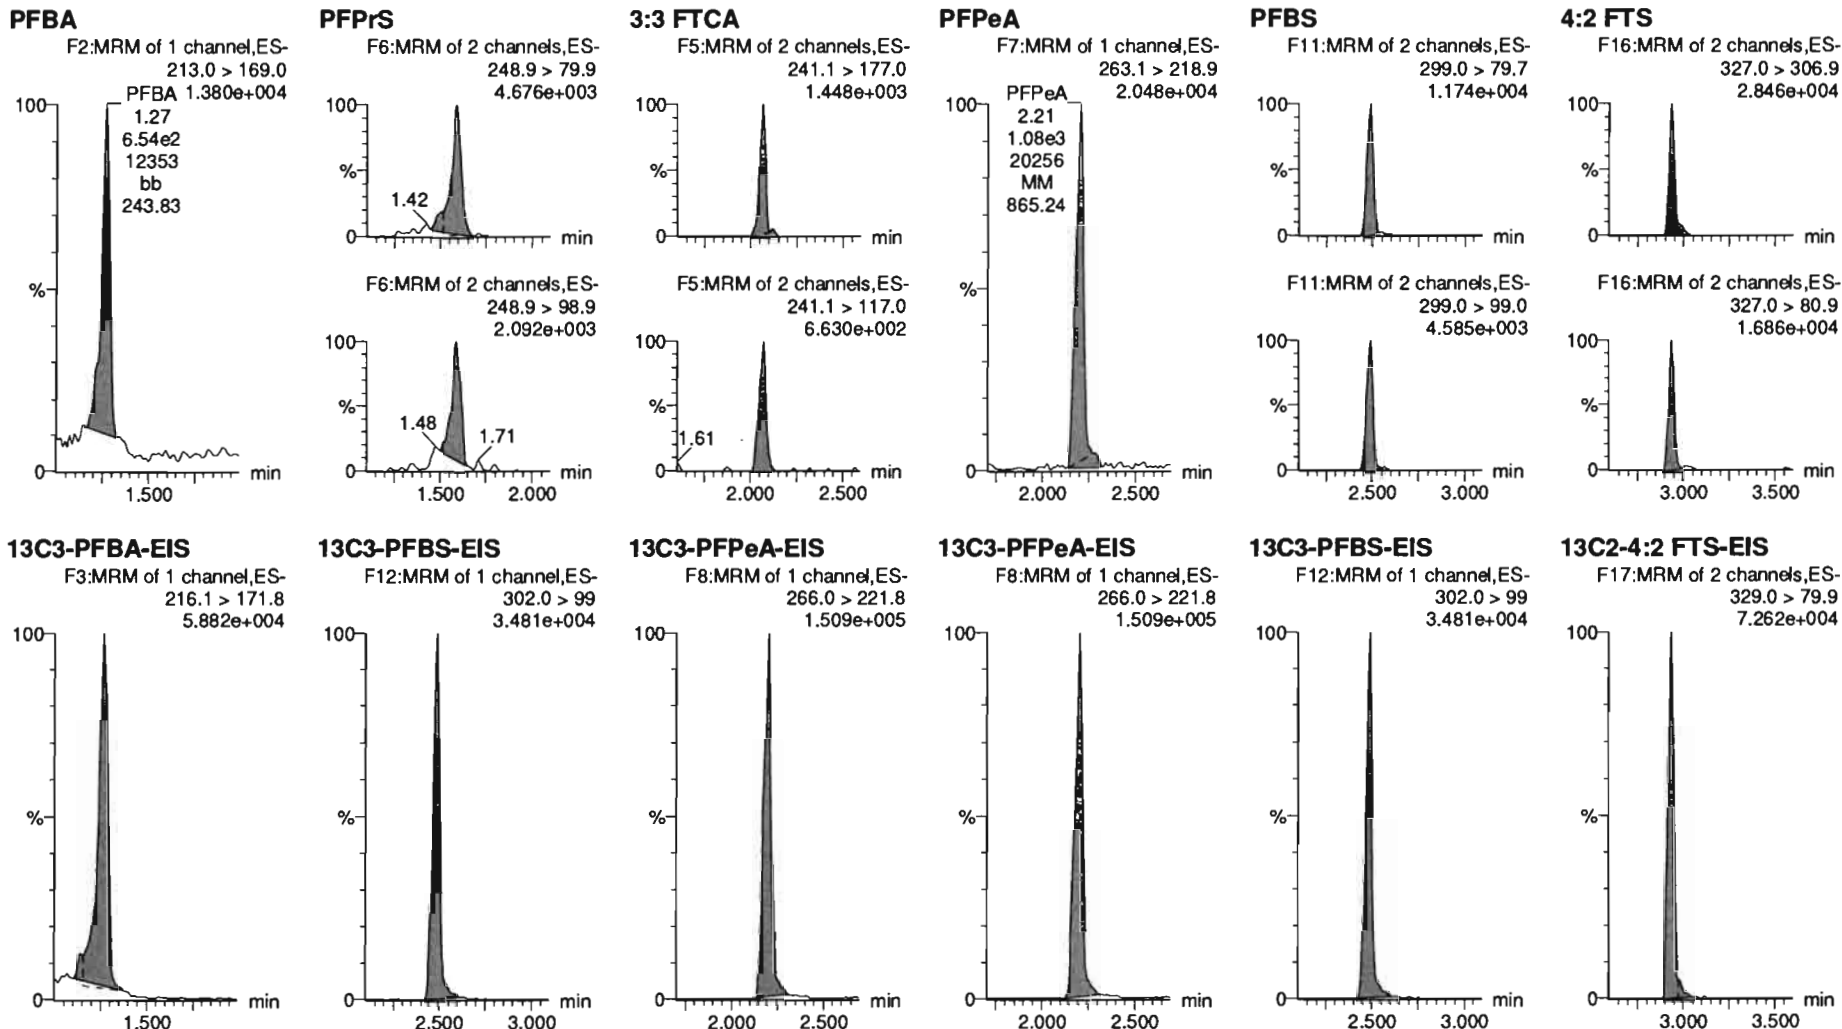 PFBA
F2:MRM of 1 channel,ES-
213.0 > 169.0
1.380e+004
PFBA
1.27
6.54e2
12353
bb
243.83
100
%
0
min
1.500
PFPrS
F6:MRM of 2 channels,ES-
248.9 > 79.9
4.676e+003
100
%
1.42
0
min
F6:MRM of 2 channels,ES-
248.9 > 98.9
2.092e+003
100
%
1.48
1.71
0
min
1.500
2.000
3:3 FTCA
F5:MRM of 2 channels,ES-
241.1 > 177.0
1.448e+003
100
%
0
min
F5:MRM of 2 channels,ES-
241.1 > 117.0
6.630e+002
100
%
1.61
0
min
2.000
2.500
PFPeA
F7:MRM of 1 channel,ES-
263.1 > 218.9
2.048e+004
PFPeA
2.21
1.08e3
20256
MM
865.24
100
%
0
min
2.000
2.500
PFBS
F11:MRM of 2 channels,ES-
299.0 > 79.7
1.174e+004
100
%
0
min
F11:MRM of 2 channels,ES-
299.0 > 99.0
4.585e+003
100
%
0
min
2.500
3.000
4:2 FTS
F16:MRM of 2 channels,ES-
327.0 > 306.9
2.846e+004
100
%
0
min
F16:MRM of 2 channels,ES-
327.0 > 80.9
1.686e+004
100
%
0
min
3.000
3.500
13C3-PFBA-EIS
F3:MRM of 1 channel,ES-
216.1 > 171.8
5.882e+004
100
%
0
min
1.500
13C3-PFBS-EIS
F12:MRM of 1 channel,ES-
302.0 > 99
3.481e+004
100
%
0
min
2.500
3.000
13C3-PFPeA-EIS
F8:MRM of 1 channel,ES-
266.0 > 221.8
1.509e+005
100
%
0
min
2.000
2.500
13C3-PFPeA-EIS
F8:MRM of 1 channel,ES-
266.0 > 221.8
1.509e+005
100
%
0
min
2.000
2.500
13C3-PFBS-EIS
F12:MRM of 1 channel,ES-
302.0 > 99
3.481e+004
100
%
0
min
2.500
3.000
13C2-4:2 FTS-EIS
F17:MRM of 2 channels,ES-
329.0 > 79.9
7.262e+004
100
%
0
min
3.000
3.500